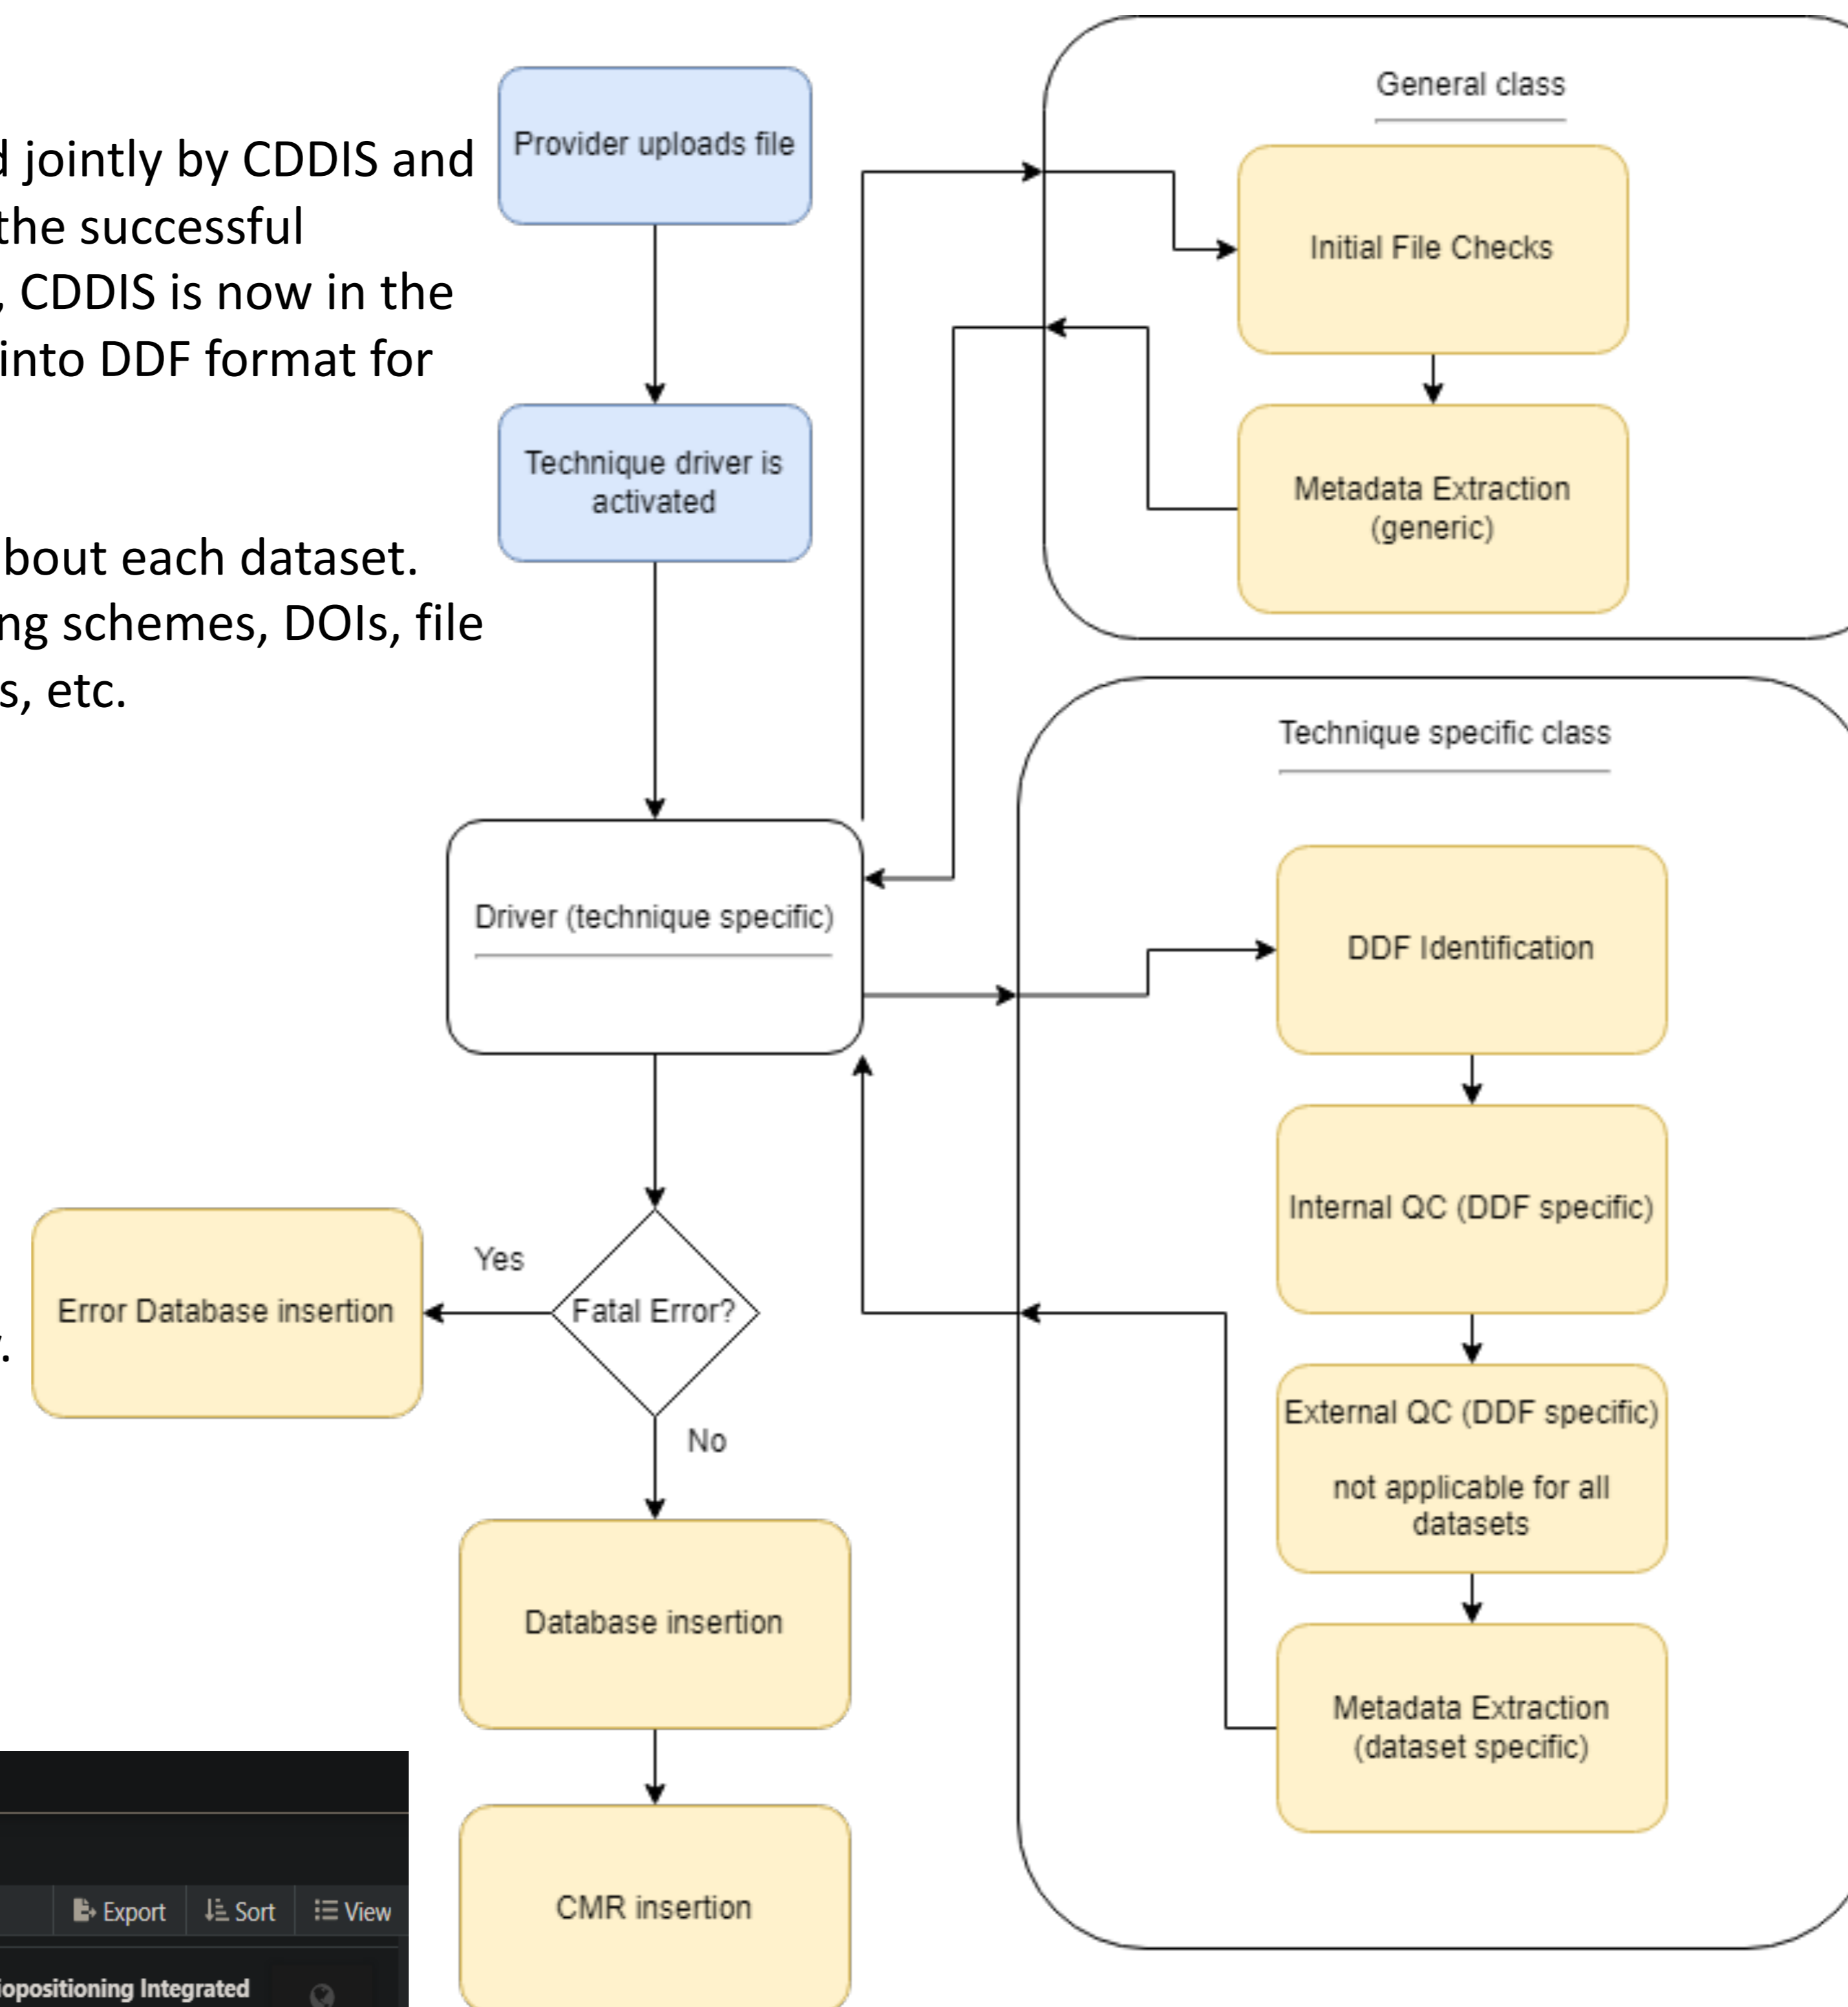 d jointly by CDDIS and
the successful
, CDDIS is now in the
into DDF format for
bout each dataset.
ng schemes, DOIs, file
s, etc.
y.
Provider uploads file
Technique driver is
activated
Driver (technique specific)
Fatal Error?
Yes
Error Database insertion
No
Database insertion
CMR insertion
General class
Initial File Checks
Metadata Extraction
(generic)
Technique specific class
DDF Identification
Internal QC (DDF specific)
External QC (DDF specific)
not applicable for all
datasets
Metadata Extraction
(dataset specific)
Export Sort View
iopositioning Integrated